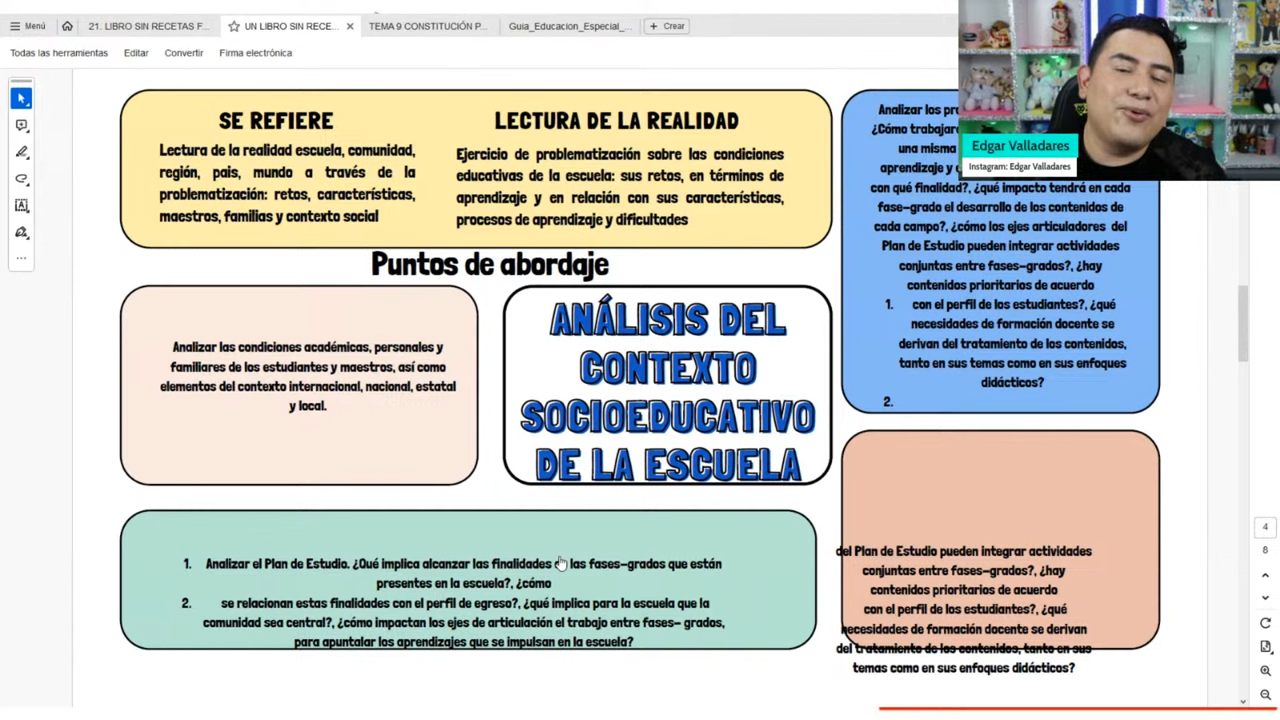 Menú
21. LIBRO SIN RECETAS F...
UN LIBRO SIN RECE...
TEMA 9 CONSTITUCIÓN P...
Guia_Educacion_Especial_...
+ Crear
Todas las herramientas
Editar
Convertir
Firma electrónica
SE REFIERE
Lectura de la realidad escuela, comunidad,
región, pais, mundo a través de la
problematización: retos, características,
maestros, familias y contexto social
LECTURA DE LA REALIDAD
Ejercicio de problematización sobre las condiciones
educativas de la escuela: sus retos, en términos de
aprendizaje y en relación con sus características,
procesos de aprendizaje y dificultades
Puntos de abordaje
Analizar las condiciones académicas, personales y
familiares de los estudiantes y maestros, así como
elementos del contexto internacional, nacional, estatal
y local.
ANÁLISIS DEL
CONTEXTO
SOCIOEDUCATIVO
DE LA ESCUELA
1. Analizar el Plan de Estudio. ¿Qué implica alcanzar las finalidades las fases-grados que están
presentes en la escuela?, ¿cómo
2. se relacionan estas finalidades con el perfil de egreso?, ¿qué implica para la escuela que la
comunidad sea central?, ¿cómo impactan los ejes de articulación el trabajo entre fases- grados,
para apuntalar los aprendizajes que se impulsan en la escuela?
Analizar los
¿Cómo trabajar
una misma
aprendizaje y
con qué finalidad?, ¿qué impacto tendrá en cada
fase-grado el desarrollo de los contenidos de
cada campo?, ¿cómo los ejes articuladores del
Plan de Estudio pueden integrar actividades
conjuntas entre fases-grados?, ¿hay
contenidos prioritarios de acuerdo
1. con el perfil de los estudiantes?, ¿qué
necesidades de formación docente se
derivan del tratamiento de los contenidos,
tanto en sus temas como en sus enfoques
didácticos?
2.
del Plan de Estudio pueden integrar actividades
conjuntas entre fases-grados?, ¿hay
contenidos prioritarios de acuerdo
con el perfil de los estudiantes?, ¿qué
necesidades de formación docente se derivan
del tratamiento de los contenidos, tanto en sus
temas como en sus enfoques didácticos?
Edgar Valladares
Instagram: Edgar Valladares
4
8